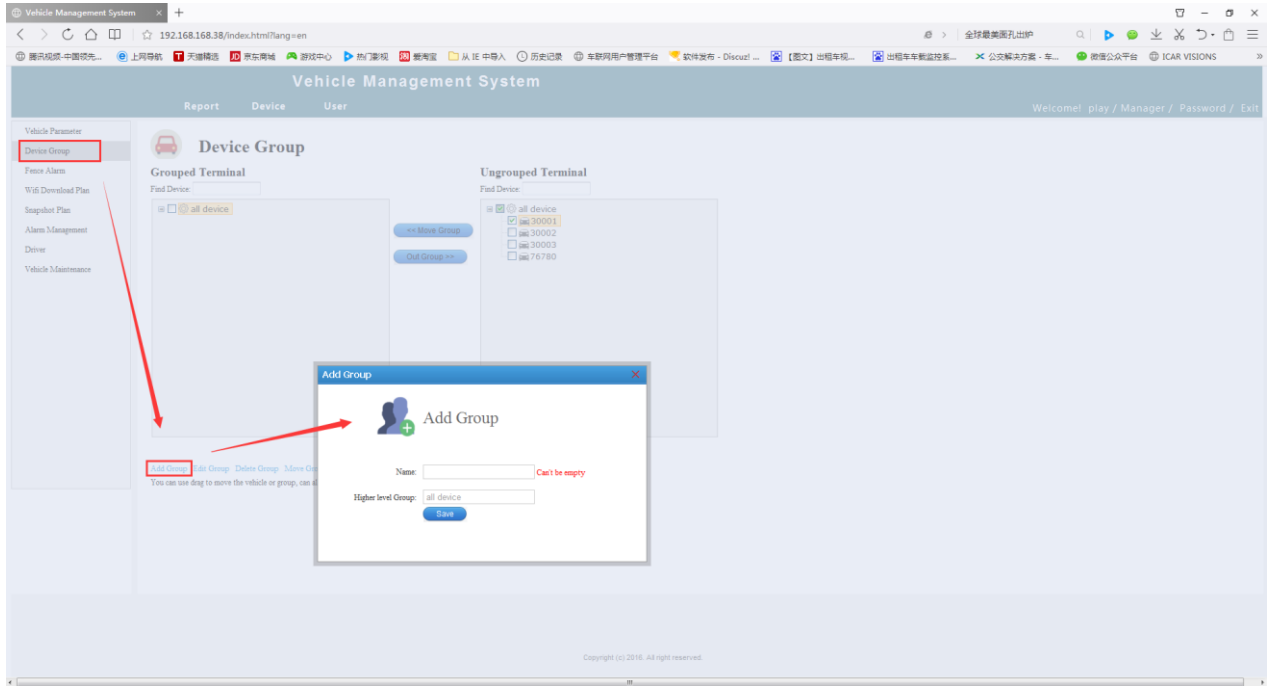 Vehicle Management System
192.168.168.38/index.html?lang=en
全球最美面孔出炉
腾讯视频-中国领先...
上网导航
天猫精选
京东商城
游戏中心
热门影视
爱淘宝
从 IE 中导入
历史记录
车联网用户管理平台
软件发布 - Discuz! ...
【图文】出租车视...
出租车车载监控系...
公交解决方案 - 车...
微信公众平台
ICAR VISIONS
Vehicle Management System
Report Device User
Welcome! play / Manager / Password / Exit
Vehicle Parameter
Device Group
Fence Alarm
Wifi Download Plan
Snapshot Plan
Alarm Management
Driver
Vehicle Maintenance
Device Group
Grouped Terminal
Find Device:
all device
<< Move Group
Out Group >>
Ungrouped Terminal
Find Device:
all device
30001
30002
30003
76780
Add Group Edit Group Delete Group Move Gro
You can use drag to move the vehicle or group, can al
Add Group
Add Group
Name: Can't be empty
Higher level Group: all device
Save
Copyright (c) 2016. All right reserved